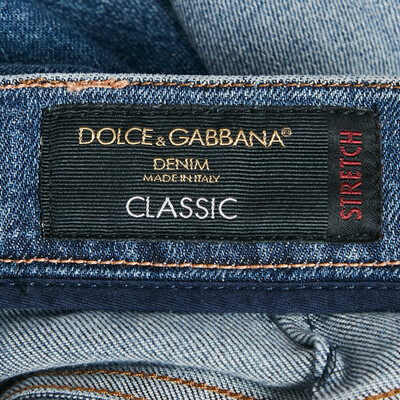 DOLCE & GABBANA®
DENIM
MADE IN ITALY
CLASSIC
STRETCH